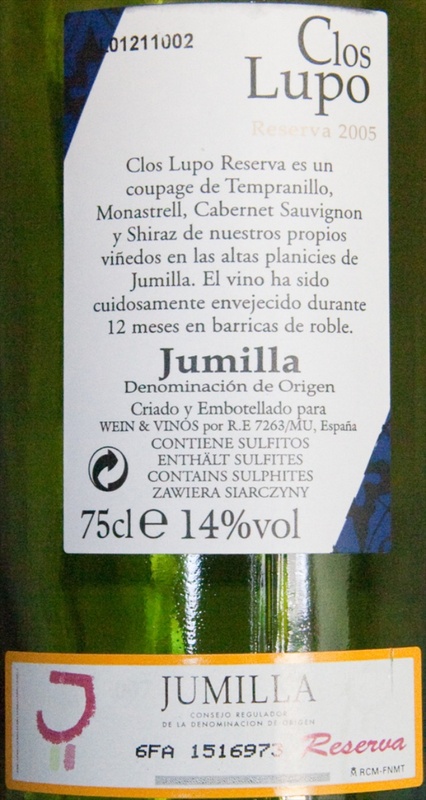 L01211002
Clos
Lupo
Reserva 2005
Clos Lupo Reserva es un
coupage de Tempranillo,
Monastrell, Cabernet Sauvignon
y Shiraz de nuestros propios
viñedos en las altas planicies de
Jumilla. El vino ha sido
cuidosamente envejecido durante
12 meses en barricas de roble.
Jumilla
Denominación de Origen
Criado y Embotellado para
WEIN & VINOS por R.E 7263/MU, España
CONTIENE SULFITOS
ENTHÄLT SULFITES
CONTAINS SULPHITES
ZAWIERA SIARCZYNY
75cl e 14%vol
JUMILLA
CONSEJO REGULADOR
DE LA DENOMINACION DE ORIGEN
6FA 1516973 Reserva
RCM-FNMT